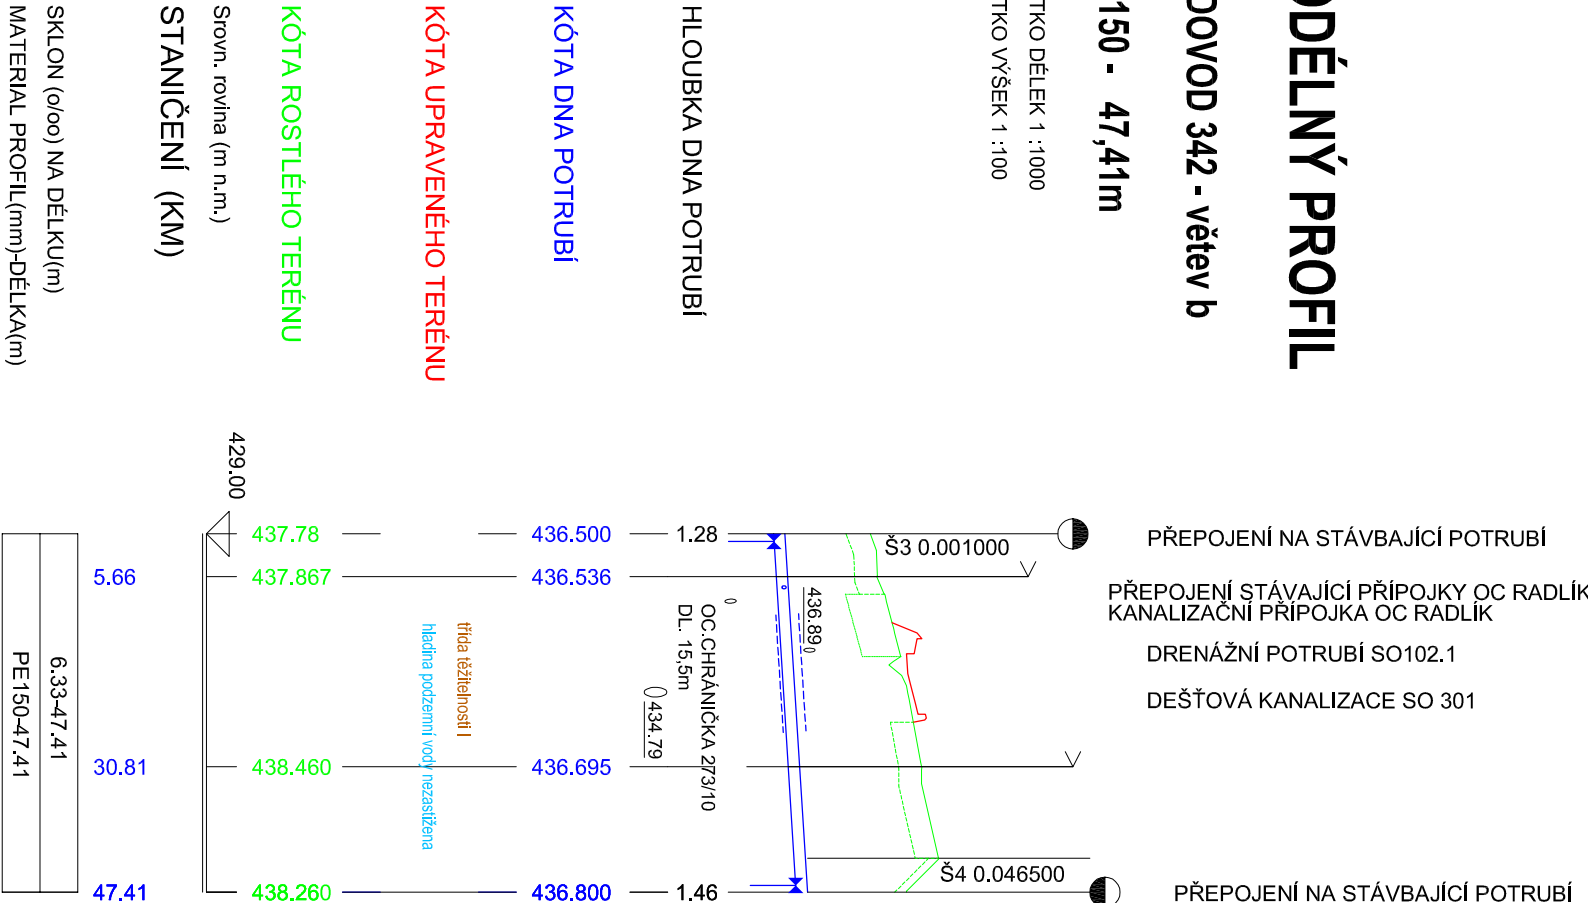 ODÉLNÝ PROFIL
DOVOD 342 - větev b
150 - 47,41m
TKO DÉLEK 1 :1000
TKO VÝŠEK 1 :100
HLOUBKA DNA POTRUBÍ
KÓTA DNA POTRUBÍ
KÓTA UPRAVENÉHO TERÉNU
KÓTA ROSTLÉHO TERÉNU
Srovn. rovina (m n.m.)
STANIČENÍ (KM)
SKLON (o/oo) NA DÉLKU(m)
MATERIAL PROFIL(mm)-DÉLKA(m)
429.00
437.78
436.500
1.28
Š3 0.001000
PŘEPOJENÍ NA STÁVBAJÍCÍ POTRUBÍ
5.66
437.867
436.536
PŘEPOJENÍ STÁVAJÍCÍ PŘÍPOJKY OC RADLÍK
KANALIZAČNÍ PŘÍPOJKA OC RADLÍK
DRENÁŽNÍ POTRUBÍ SO102.1
DEŠŤOVÁ KANALIZACE SO 301
436.89
OC.CHRÁNIČKA 273/10
DL. 15,5m
434.79
třída těžitelnosti I
hladina podzemní vody nezastižena
6.33-47.41
PE150-47.41
30.81
438.460
436.695
47.41
438.260
436.800
1.46
Š4 0.046500
PŘEPOJENÍ NA STÁVBAJÍCÍ POTRUBÍ